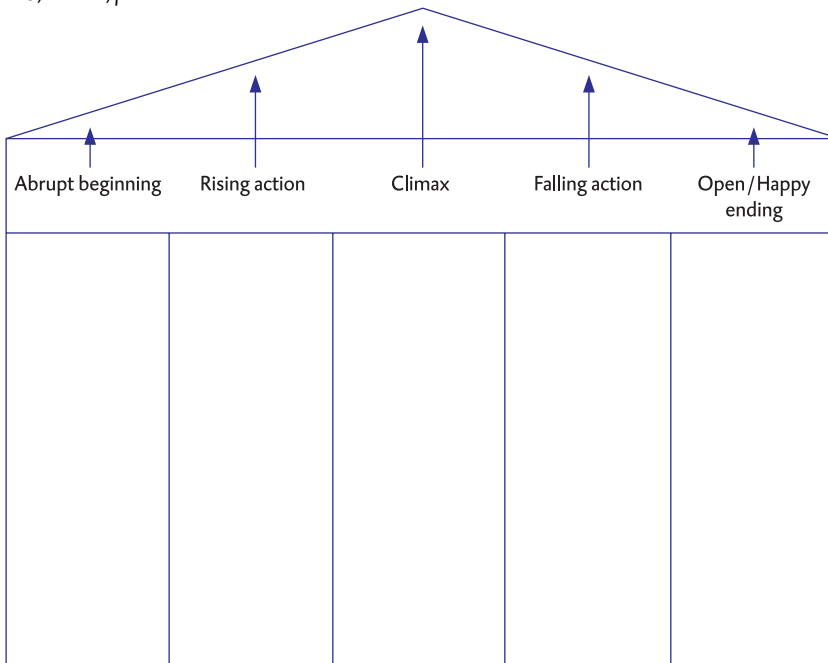 Abrupt beginning
Rising action
Climax
Falling action
Open/Happy
ending